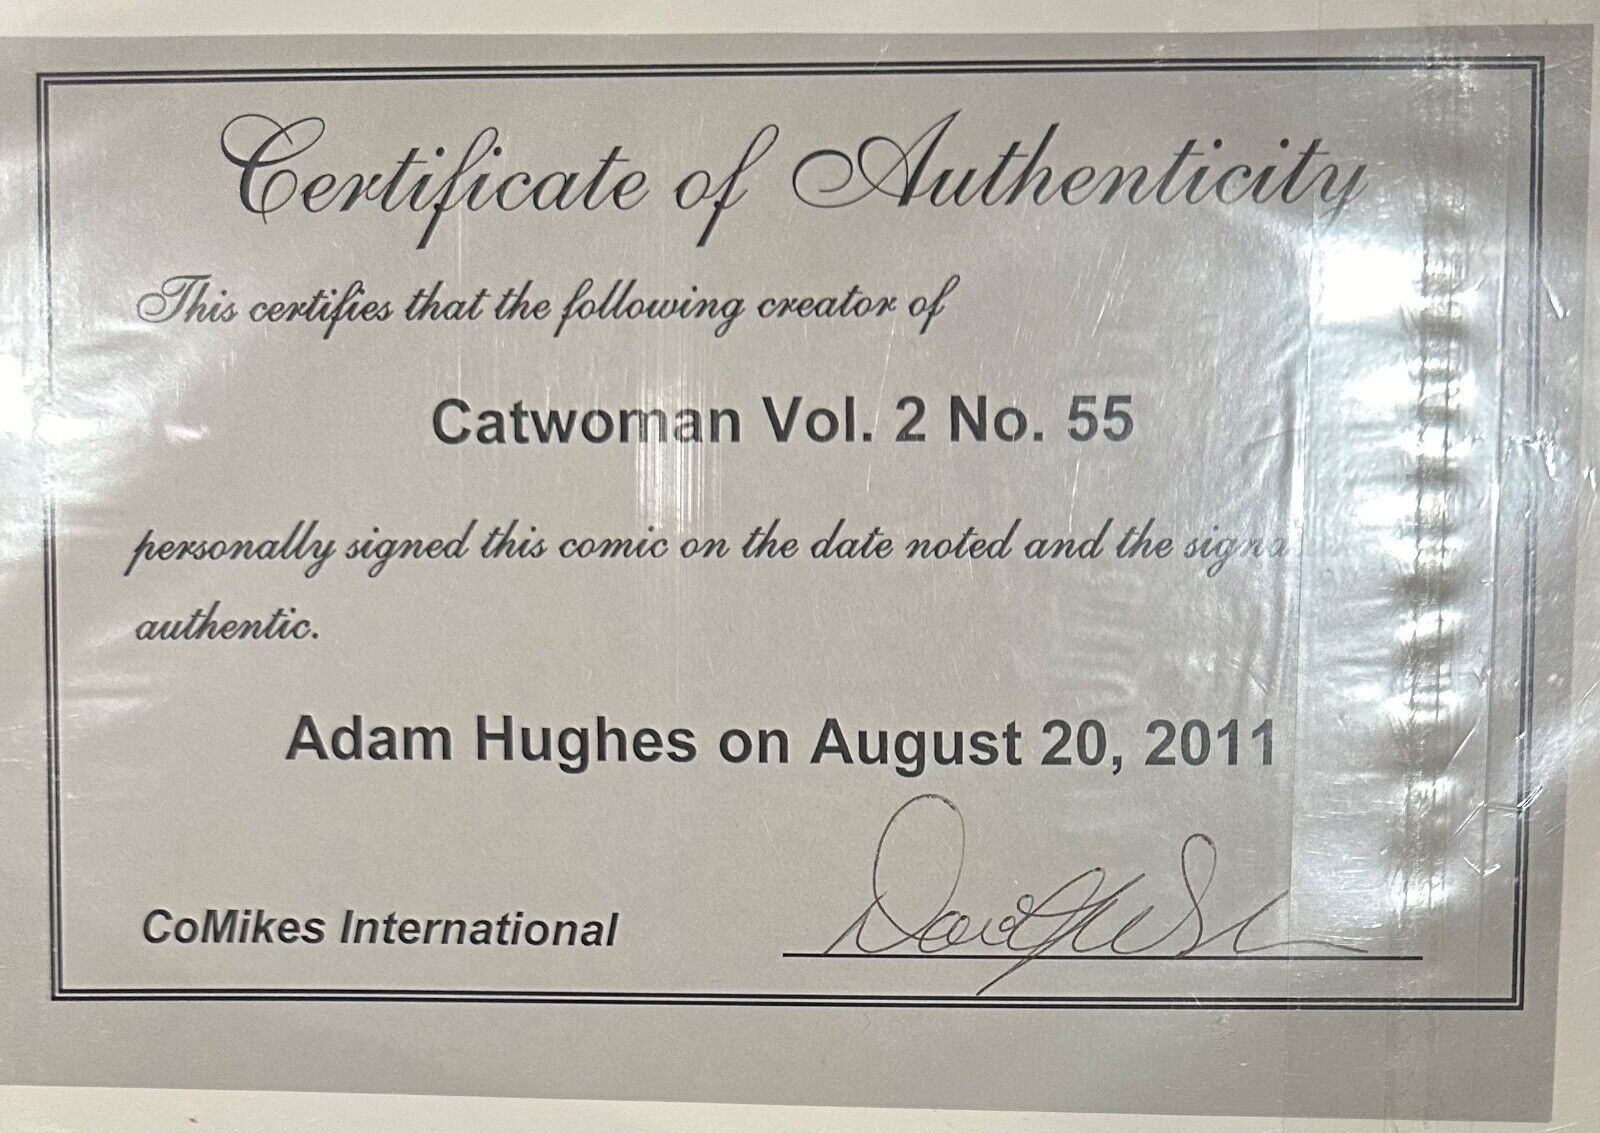 Certificate of Authenticity
This certifies that the following creator of
Catwoman Vol. 2 No. 55
personally signed this comic on the date noted and the
authentic.
Adam Hughes on August 20, 2011
CoMikes International